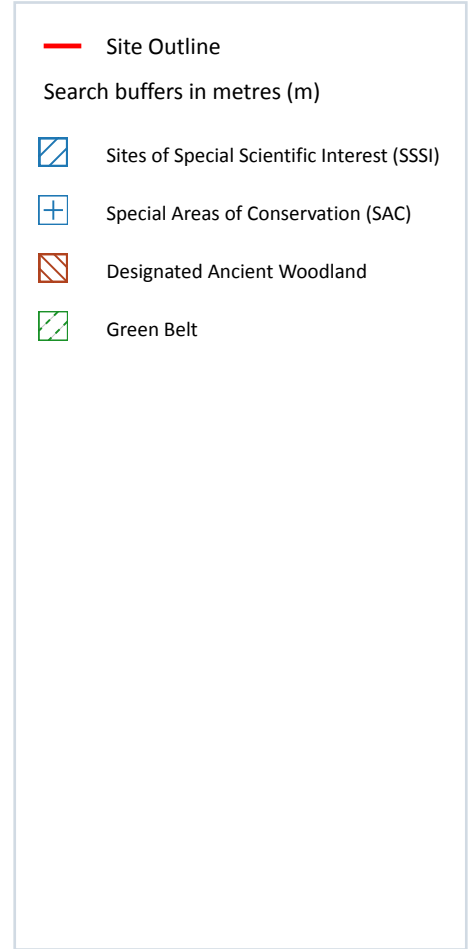 Site Outline
Search buffers in metres (m)
Sites of Special Scientific Interest (SSSI)
Special Areas of Conservation (SAC)
Designated Ancient Woodland
Green Belt